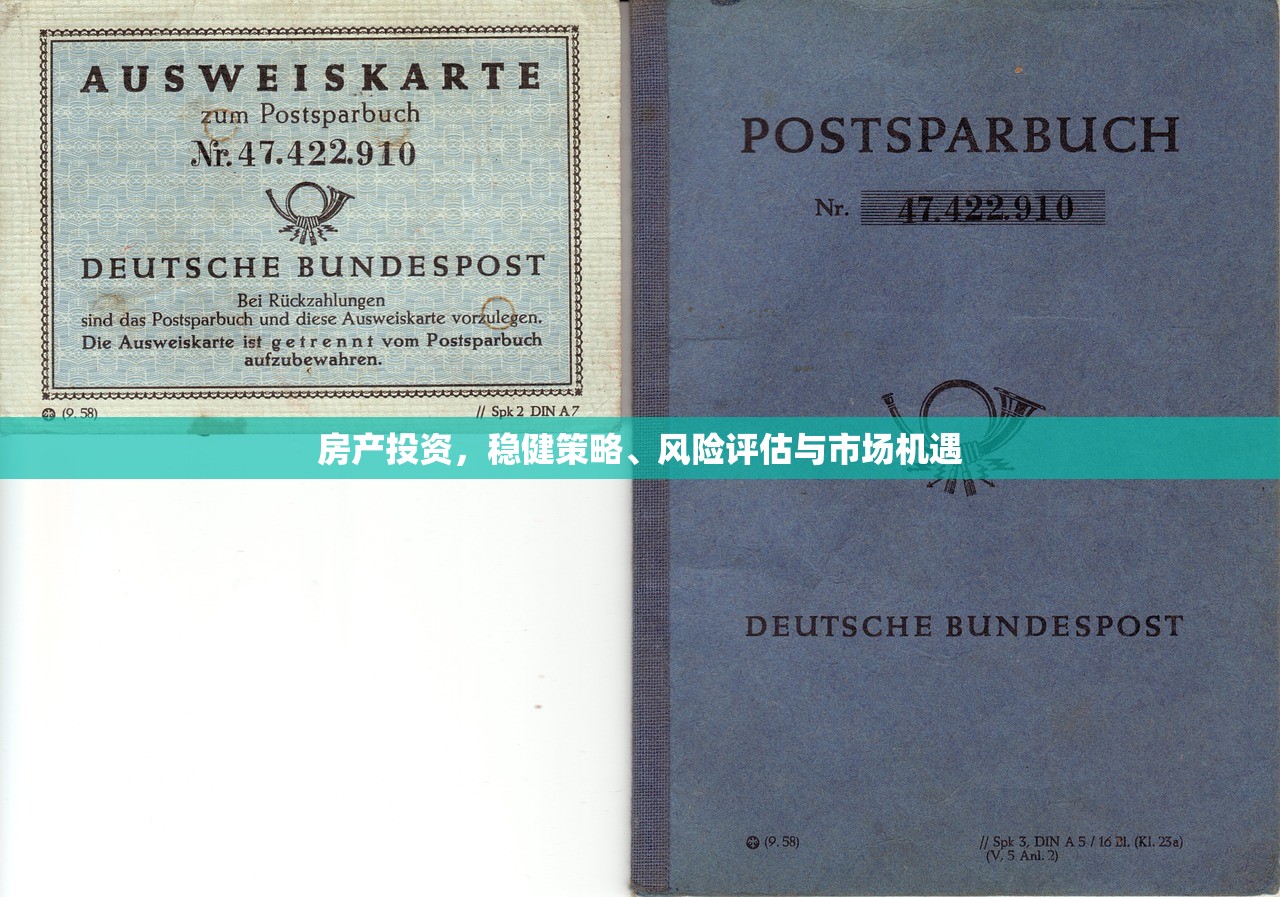 AUSWEISKARTE
zum Postsparbuch
Nr. 47.422.910
DEUTSCHE BUNDESPOST
Bei Rückzahlungen
sind das Postsparbuch und diese Ausweiskarte vorzulegen.
Die Ausweiskarte ist getrennt vom Postsparbuch
aufzubewahren.
(9. 58)
// Spk 2 DIN A 7
POSTSPARBUCH
Nr. 47.422.910
房产投资，稳健策略、风险评估与市场机遇
DEUTSCHE BUNDESPOST
(9. 58)
// Spk 3, DIN A 5 / 16 Bl. (Kl. 23a)
(V, 5 Anl. 2)